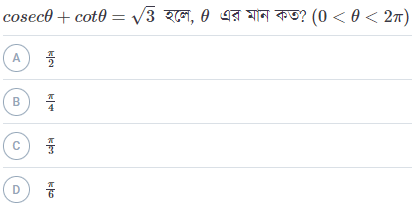 cosecθ + cotθ = √3 হলে, θ এর মান কত? (0 < θ < 2π)
A π/2
B π/4
C π/3
D π/6